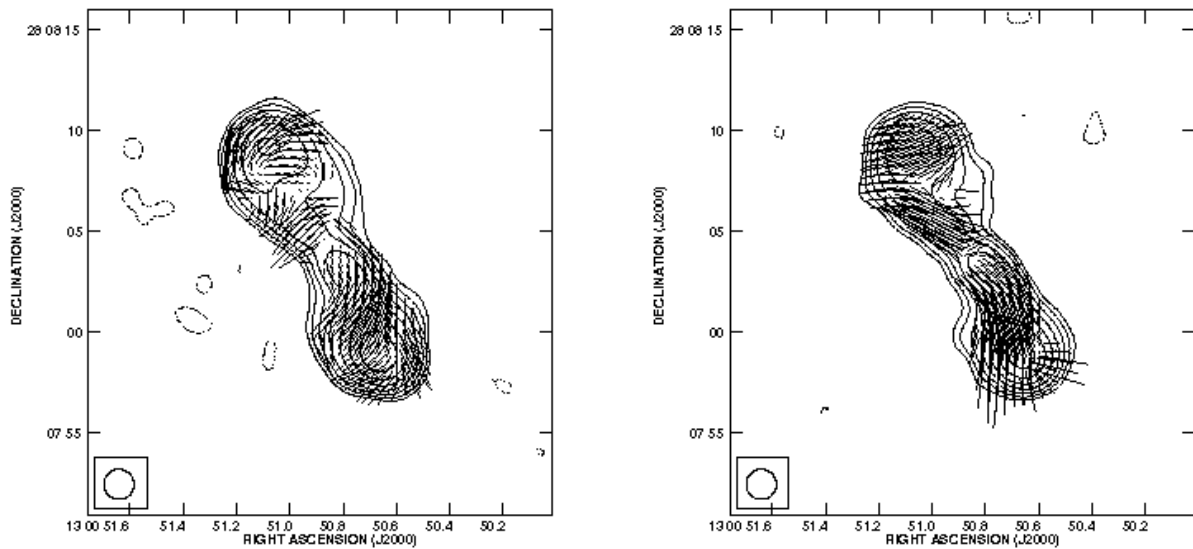 28 08 15
10
05
00
07 55
DECLINATION (J2000)
13 00 51.6 51.4 51.2 51.0 50.8 50.6 50.4 50.2
RIGHT ASCENSION (J2000)
28 08 15
10
05
00
07 55
DECLINATION (J2000)
13 00 51.6 51.4 51.2 51.0 50.8 50.6 50.4 50.2
RIGHT ASCENSION (J2000)